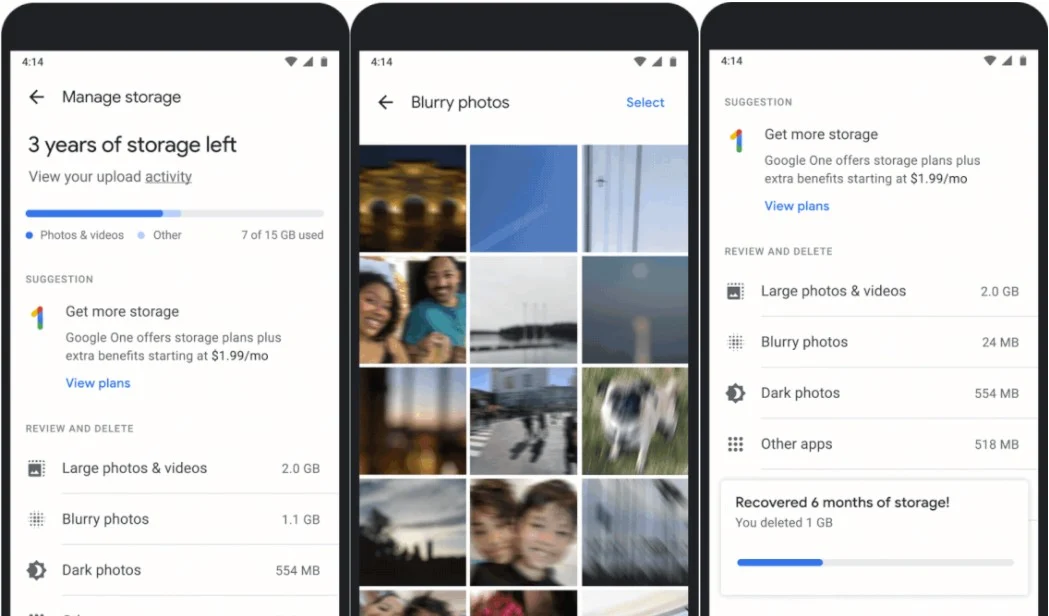 4:14
Manage storage
3 years of storage left
View your upload activity
Photos & videos Other 7 of 15 GB used
SUGGESTION
Get more storage
Google One offers storage plans plus
extra benefits starting at $1.99/mo
View plans
REVIEW AND DELETE
Large photos & videos 2.0 GB
Blurry photos 1.1 GB
Dark photos 554 MB
4:14
Blurry photos Select
4:14
SUGGESTION
Get more storage
Google One offers storage plans plus
extra benefits starting at $1.99/mo
View plans
REVIEW AND DELETE
Large photos & videos 2.0 GB
Blurry photos 24 MB
Dark photos 554 MB
Other apps 518 MB
Recovered 6 months of storage!
You deleted 1 GB